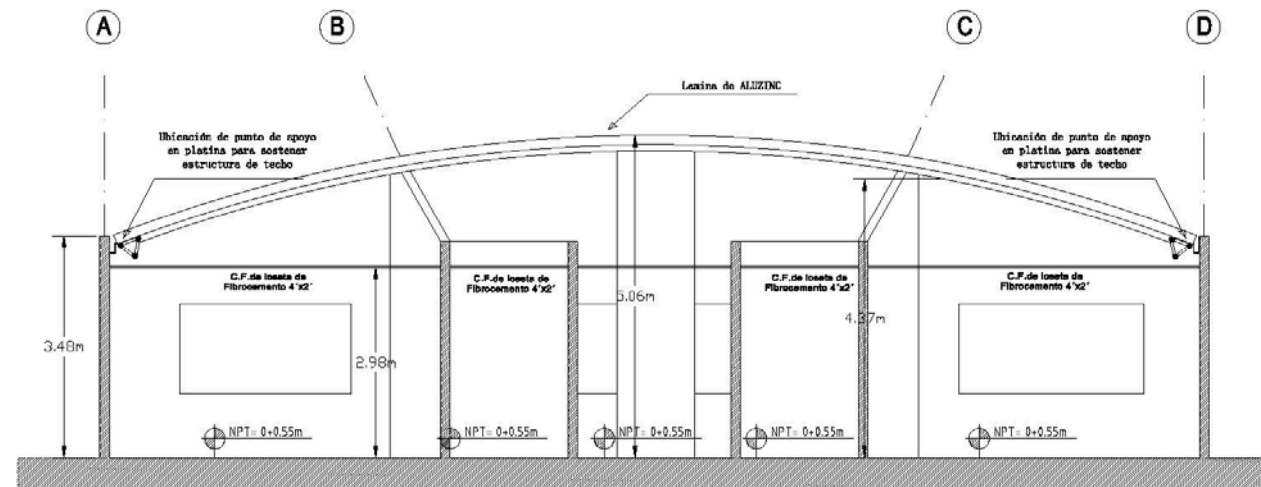 A
B
C
D
Lamina de ALUZINC
Ubicación de punto de apoyo
en platina para sostener
estructura de techo
Ubicación de punto de apoyo
en platina para sostener
estructura de techo
C.F.de loseta de
Fibrocemento 4'x2'
C.F.de loseta de
Fibrocemento 4'x2'
C.F.de loseta de
Fibrocemento 4'x2'
C.F.de loseta de
Fibrocemento 4'x2'
5.06m
4.37m
3.48m
2.98m
NPT= 0+0.55m
NPT= 0+0.55m
NPT= 0+0.55m
NPT= 0+0.55m
NPT= 0+0.55m